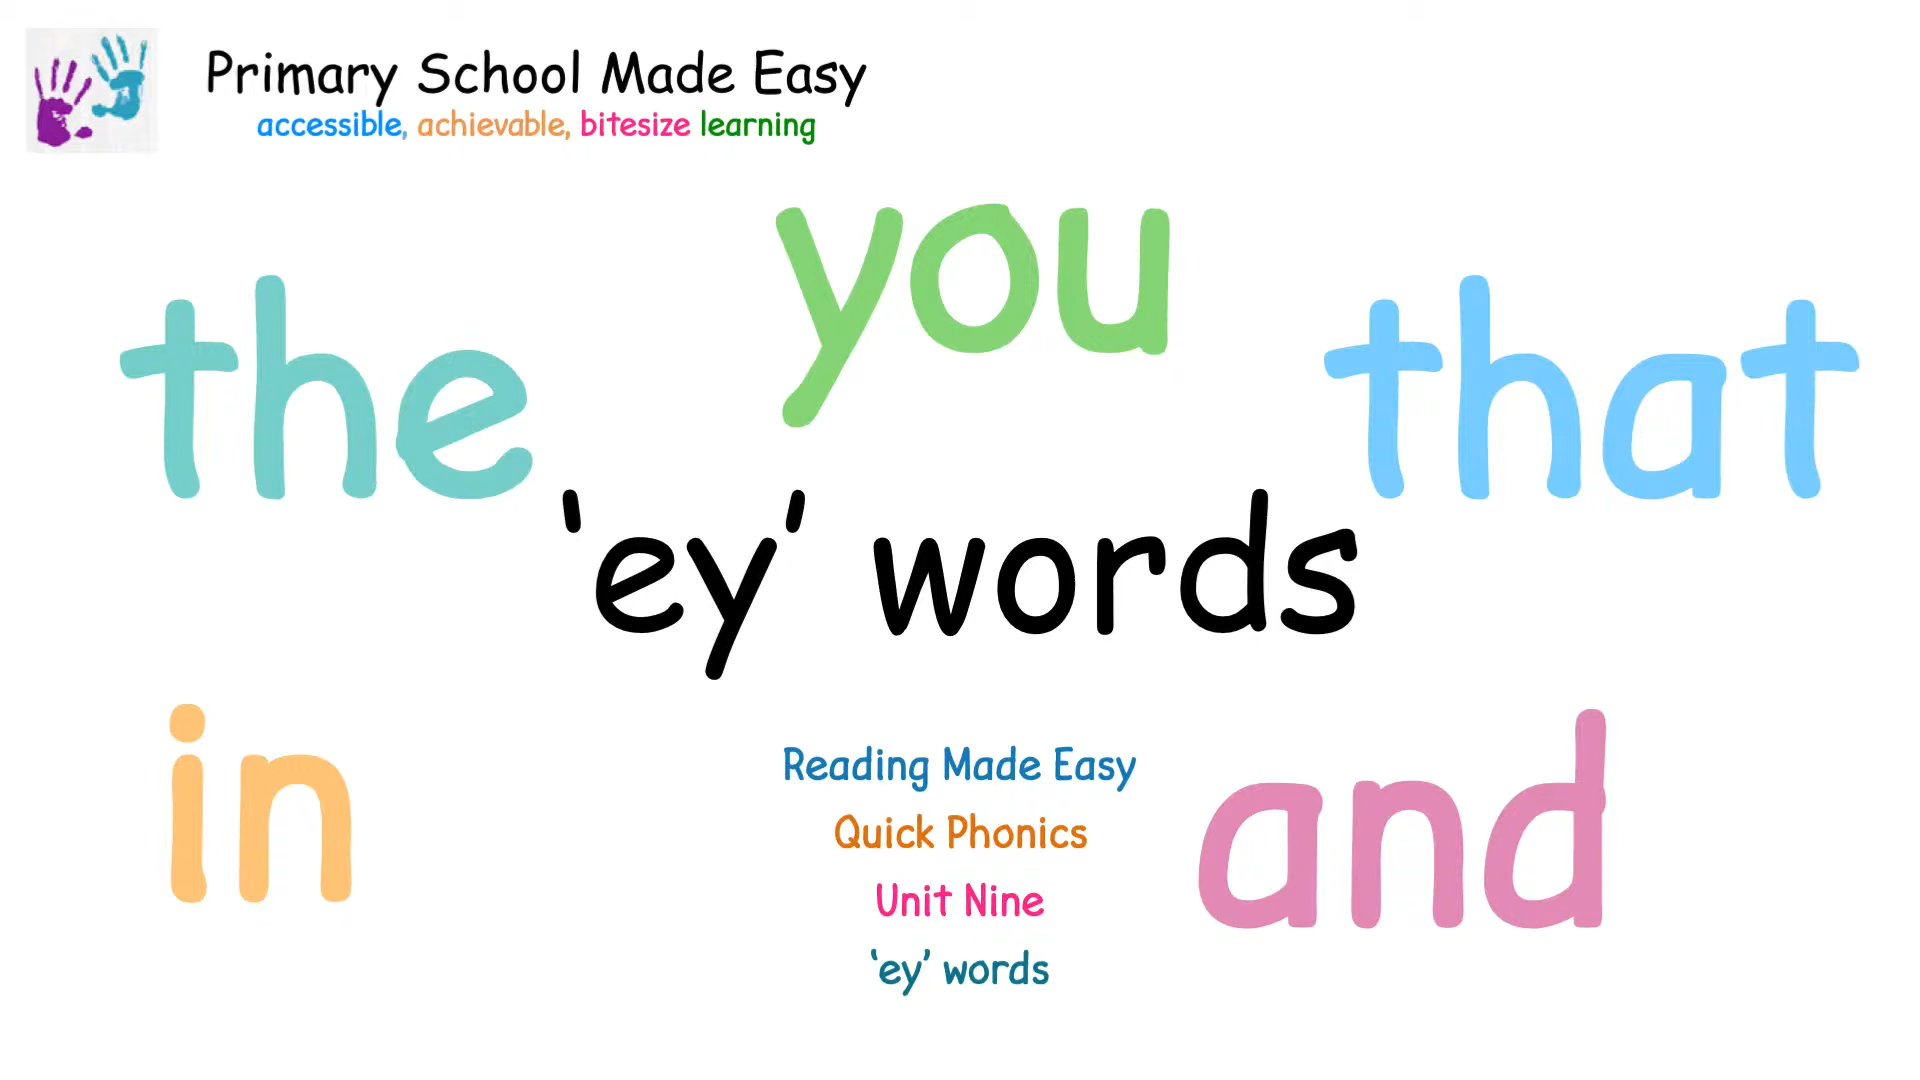 Primary School Made Easy
accessible, achievable, bitesize learning
you
the
that
‘ey’ words
in
and
Reading Made Easy
Quick Phonics
Unit Nine
‘ey’ words